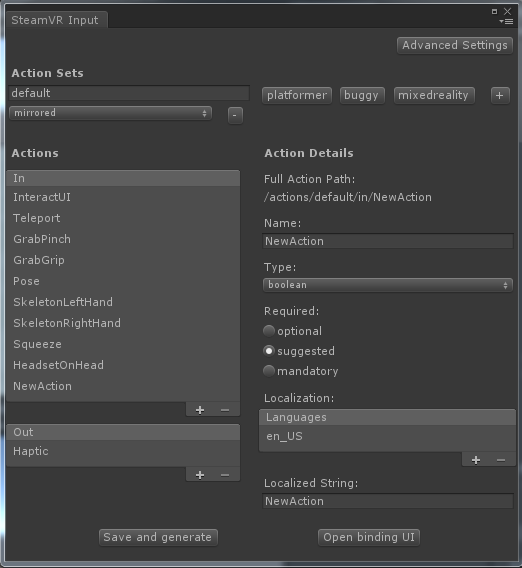 SteamVR Input
Advanced Settings
Action Sets
default
platformer buggy mixedreality +
mirrored -
Actions
In
InteractUI
Teleport
GrabPinch
GrabGrip
Pose
SkeletonLeftHand
SkeletonRightHand
Squeeze
HeadsetOnHead
NewAction
+ −
Out
Haptic
+ −
Action Details
Full Action Path:
/actions/default/in/NewAction
Name:
NewAction
Type:
boolean
Required:
optional
suggested
mandatory
Localization:
Languages
en_US
+ −
Localized String:
NewAction
Save and generate
Open binding UI